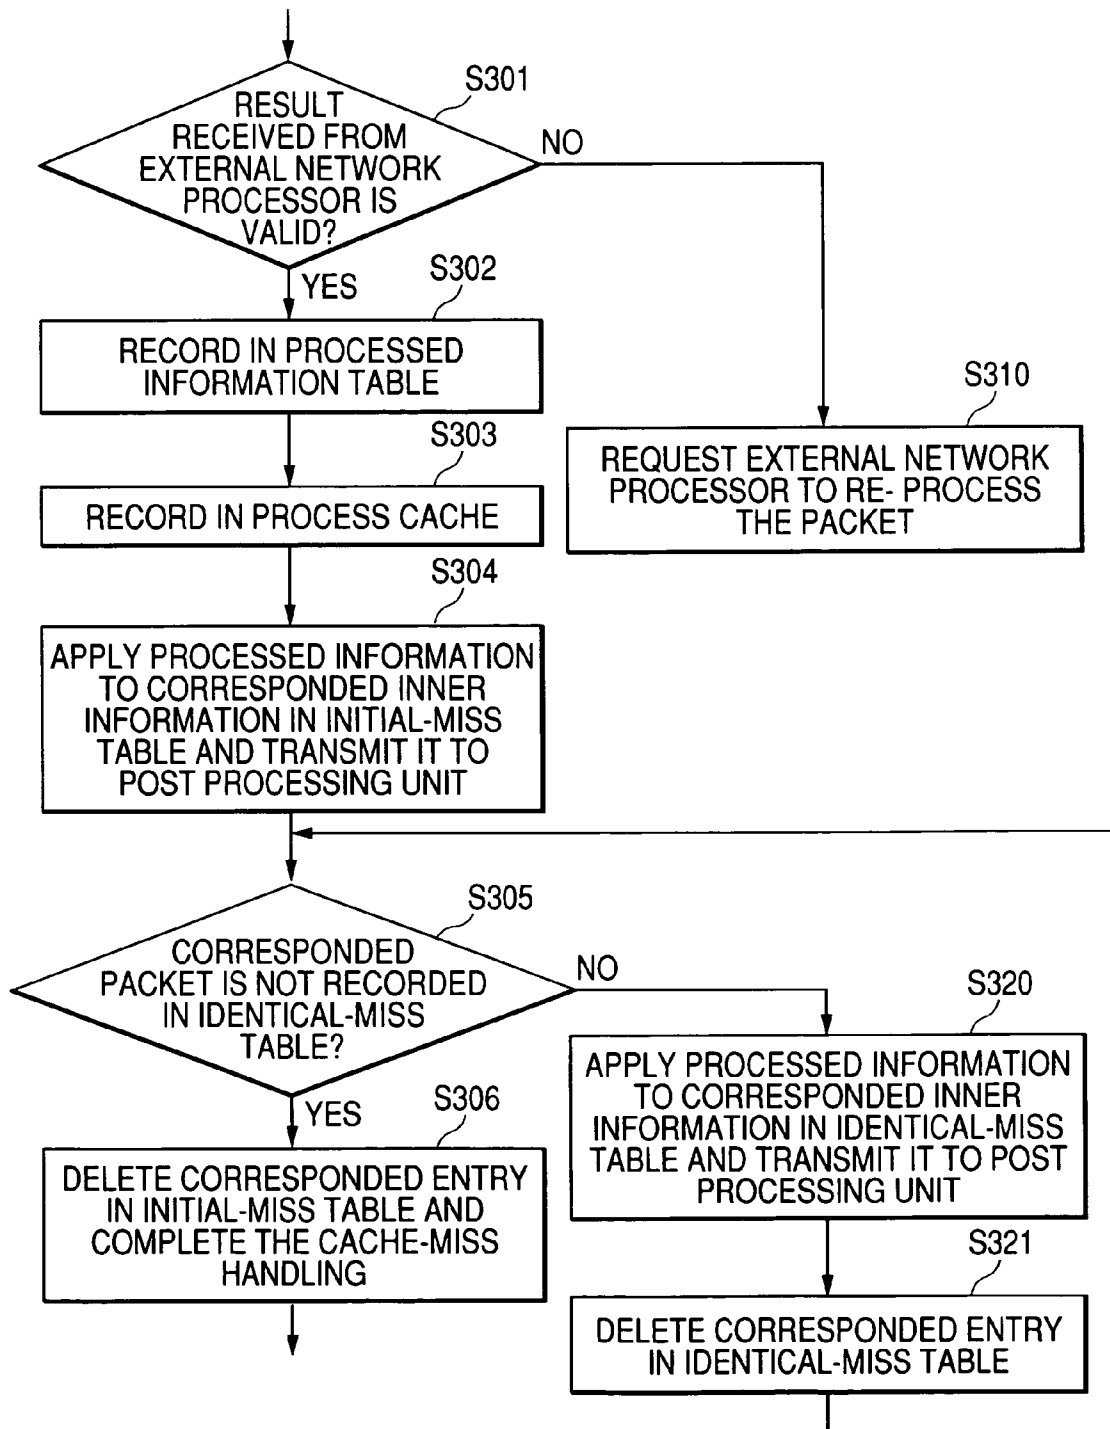 S301
RESULT
RECEIVED FROM
EXTERNAL NETWORK
PROCESSOR IS
VALID?
NO
YES
S302
RECORD IN PROCESSED
INFORMATION TABLE
S310
REQUEST EXTERNAL NETWORK
PROCESSOR TO RE- PROCESS
THE PACKET
S303
RECORD IN PROCESS CACHE
S304
APPLY PROCESSED INFORMATION
TO CORRESPONDED INNER
INFORMATION IN INITIAL-MISS
TABLE AND TRANSMIT IT TO
POST PROCESSING UNIT
S305
CORRESPONDED
PACKET IS NOT RECORDED
IN IDENTICAL-MISS
TABLE?
NO
YES
S306
DELETE CORRESPONDED ENTRY
IN INITIAL-MISS TABLE AND
COMPLETE THE CACHE-MISS
HANDLING
S320
APPLY PROCESSED INFORMATION
TO CORRESPONDED INNER
INFORMATION IN IDENTICAL-MISS
TABLE AND TRANSMIT IT TO POST
PROCESSING UNIT
S321
DELETE CORRESPONDED ENTRY
IN IDENTICAL-MISS TABLE